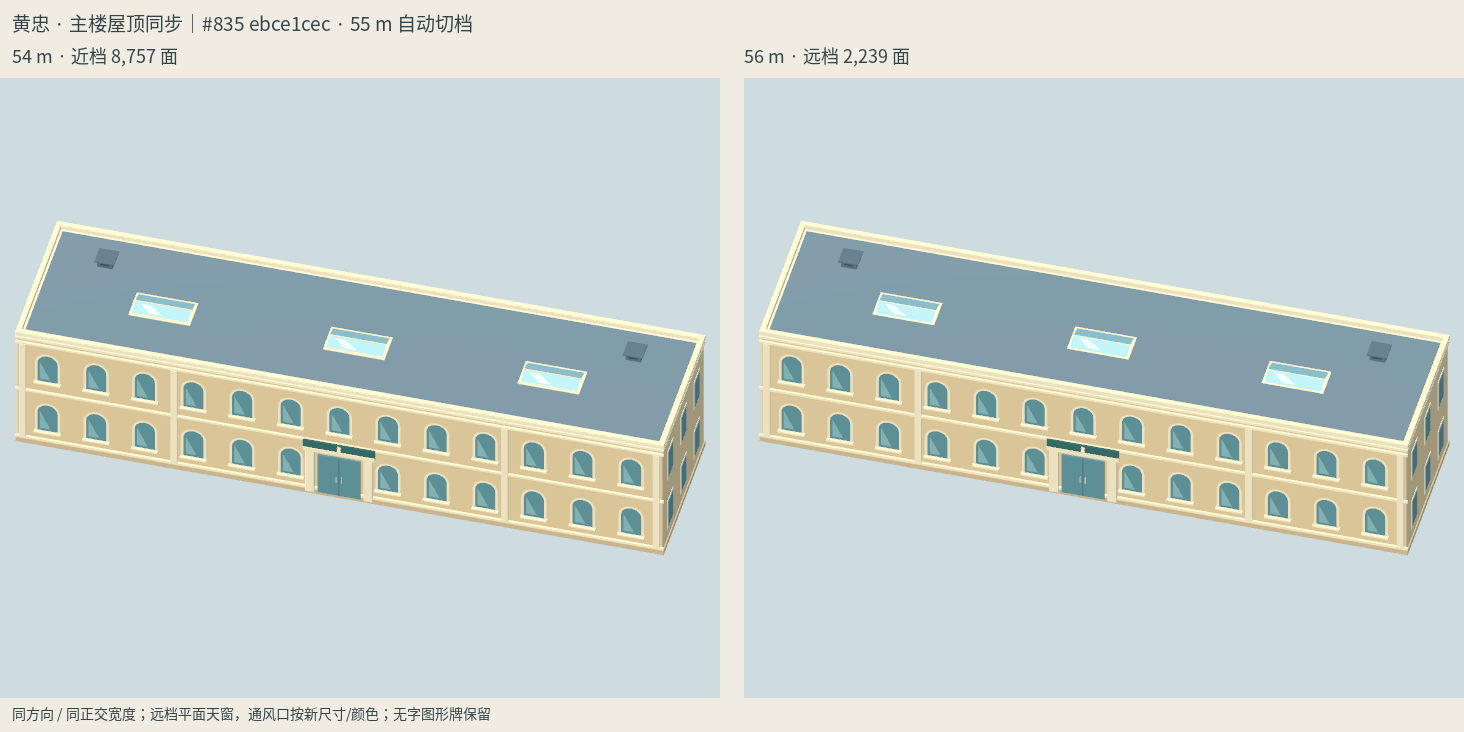 黄忠 · 主楼屋顶同步｜#835 ebce1cec · 55 m 自动切档
54 m · 近档 8,757 面
56 m · 远档 2,239 面
同方向 / 同正交宽度；远档平面天窗，通风口按新尺寸/颜色；无字图形牌保留